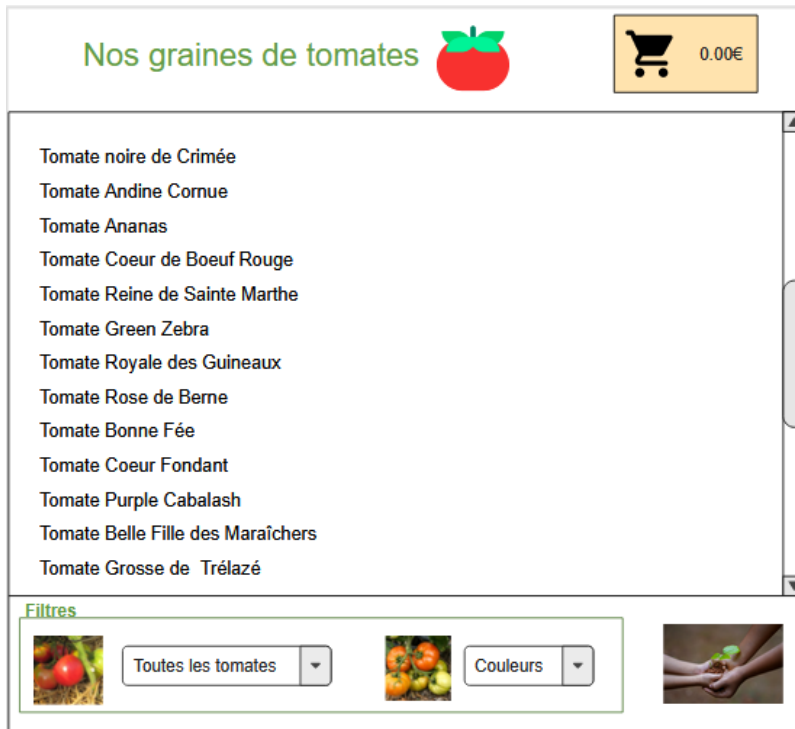 Nos graines de tomates
0.00€
Tomate noire de Crimée
Tomate Andine Cornue
Tomate Ananas
Tomate Coeur de Boeuf Rouge
Tomate Reine de Sainte Marthe
Tomate Green Zebra
Tomate Royale des Guineaux
Tomate Rose de Berne
Tomate Bonne Fée
Tomate Coeur Fondant
Tomate Purple Cabalash
Tomate Belle Fille des Maraîchers
Tomate Grosse de  Trélazé
Filtres
Toutes les tomates
Couleurs